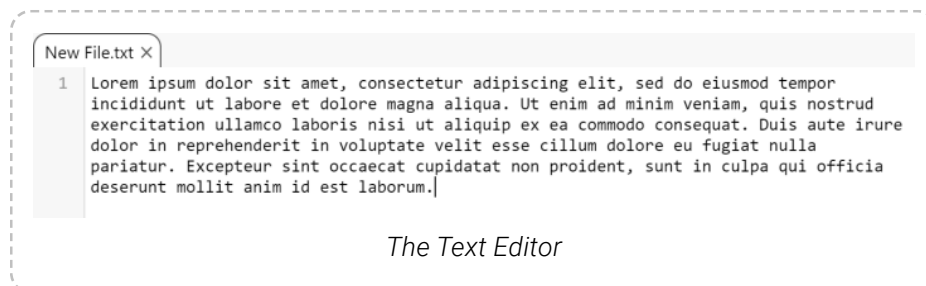 New File.txt ×
1 Lorem ipsum dolor sit amet, consectetur adipiscing elit, sed do eiusmod tempor
incididunt ut labore et dolore magna aliqua. Ut enim ad minim veniam, quis nostrud
exercitation ullamco laboris nisi ut aliquip ex ea commodo consequat. Duis aute irure
dolor in reprehenderit in voluptate velit esse cillum dolore eu fugiat nulla
pariatur. Excepteur sint occaecat cupidatat non proident, sunt in culpa qui officia
deserunt mollit anim id est laborum.
The Text Editor